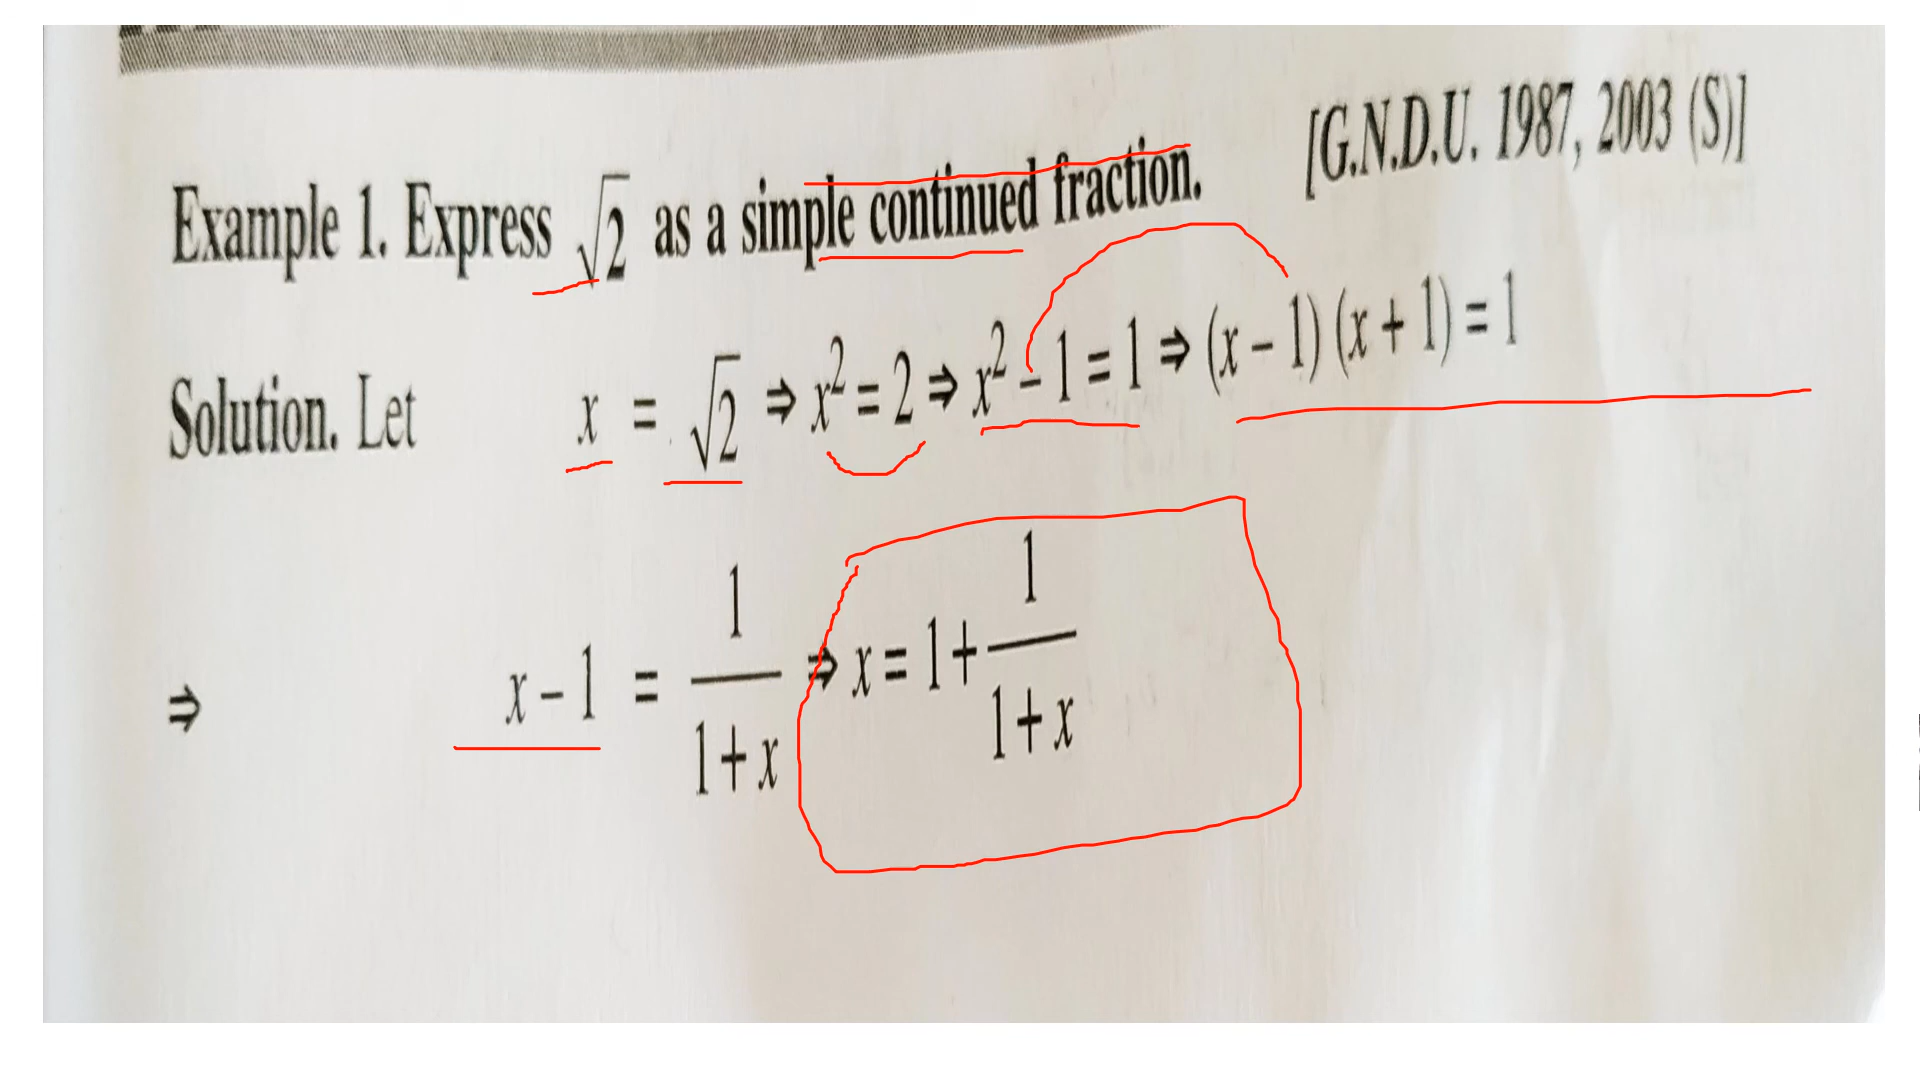 Example 1. Express √2 as a simple continued fraction. [G.N.D.U. 1987, 2003 (S)]
Solution. Let x = √2 ⇒ x² = 2 ⇒ x² – 1 = 1 ⇒ (x – 1) (x + 1) = 1
⇒ x – 1 = 1/(1 + x) ⇒ x = 1 + 1/(1 + x)